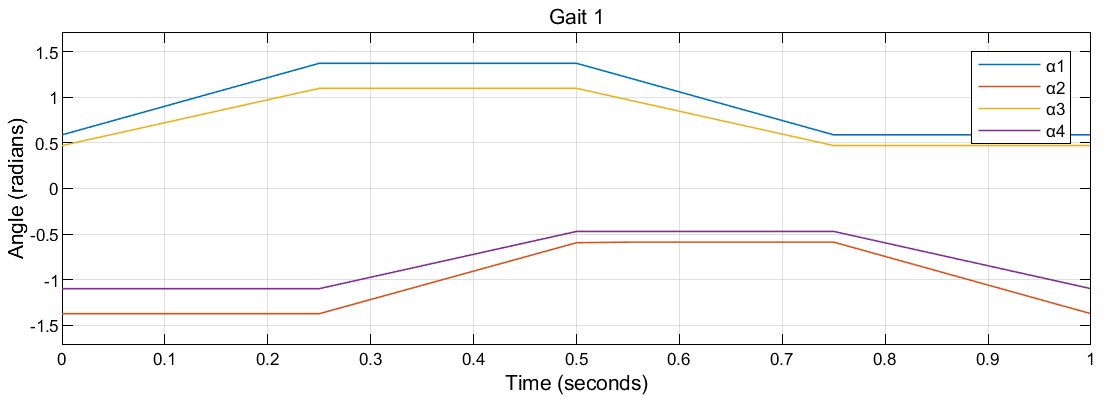 Gait 1
1.5
1
0.5
0
-0.5
-1
-1.5
Angle (radians)
α1
α2
α3
α4
0 0.1 0.2 0.3 0.4 0.5 0.6 0.7 0.8 0.9 1
Time (seconds)